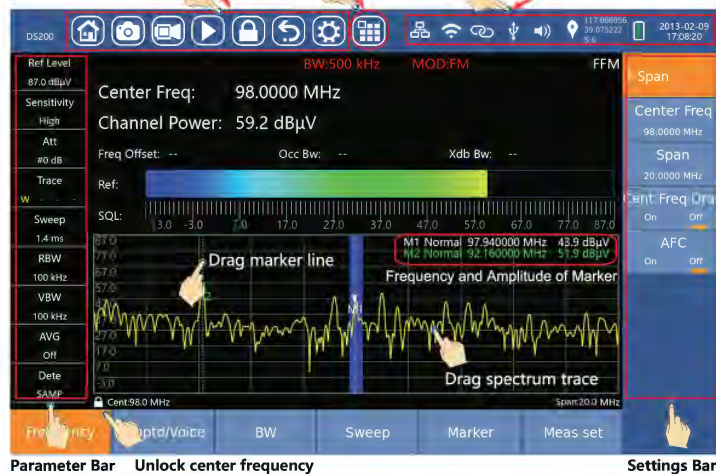 DS200
117.066956
39.075222
S:6
2013-02-09
17:08:20
Ref Level
87.0 dBµV
Sensitivity
High
Att
#0 dB
Trace
W - - -
Sweep
1.4 ms
RBW
100 kHz
VBW
100 kHz
AVG
Off
Dete
SAMP
BW:500 kHz MOD:FM FFM
Center Freq: 98.0000 MHz
Channel Power: 59.2 dBµV
Freq Offset: -- Occ Bw: -- Xdb Bw: --
Ref:
SQL:
-3.0 7.0 17.0 27.0 37.0 47.0 57.0 67.0 77.0 87.0
87.0
77.0
67.0
57.0
27.0
17.0
7.0
-3.0
M1 Normal 97.940000 MHz 43.9 dBµV
M2 Normal 92.160000 MHz 51.9 dBµV
Drag marker line
Frequency and Amplitude of Marker
M1
Drag spectrum trace
Cent:98.0 MHz Span:20.0 MHz
Span
Center Freq
98.0000 MHz
Span
20.0000 MHz
Cent Freq Dra
On Off
AFC
On Off
BW Sweep Marker Meas set
Parameter Bar Unlock center frequency Settings Bar